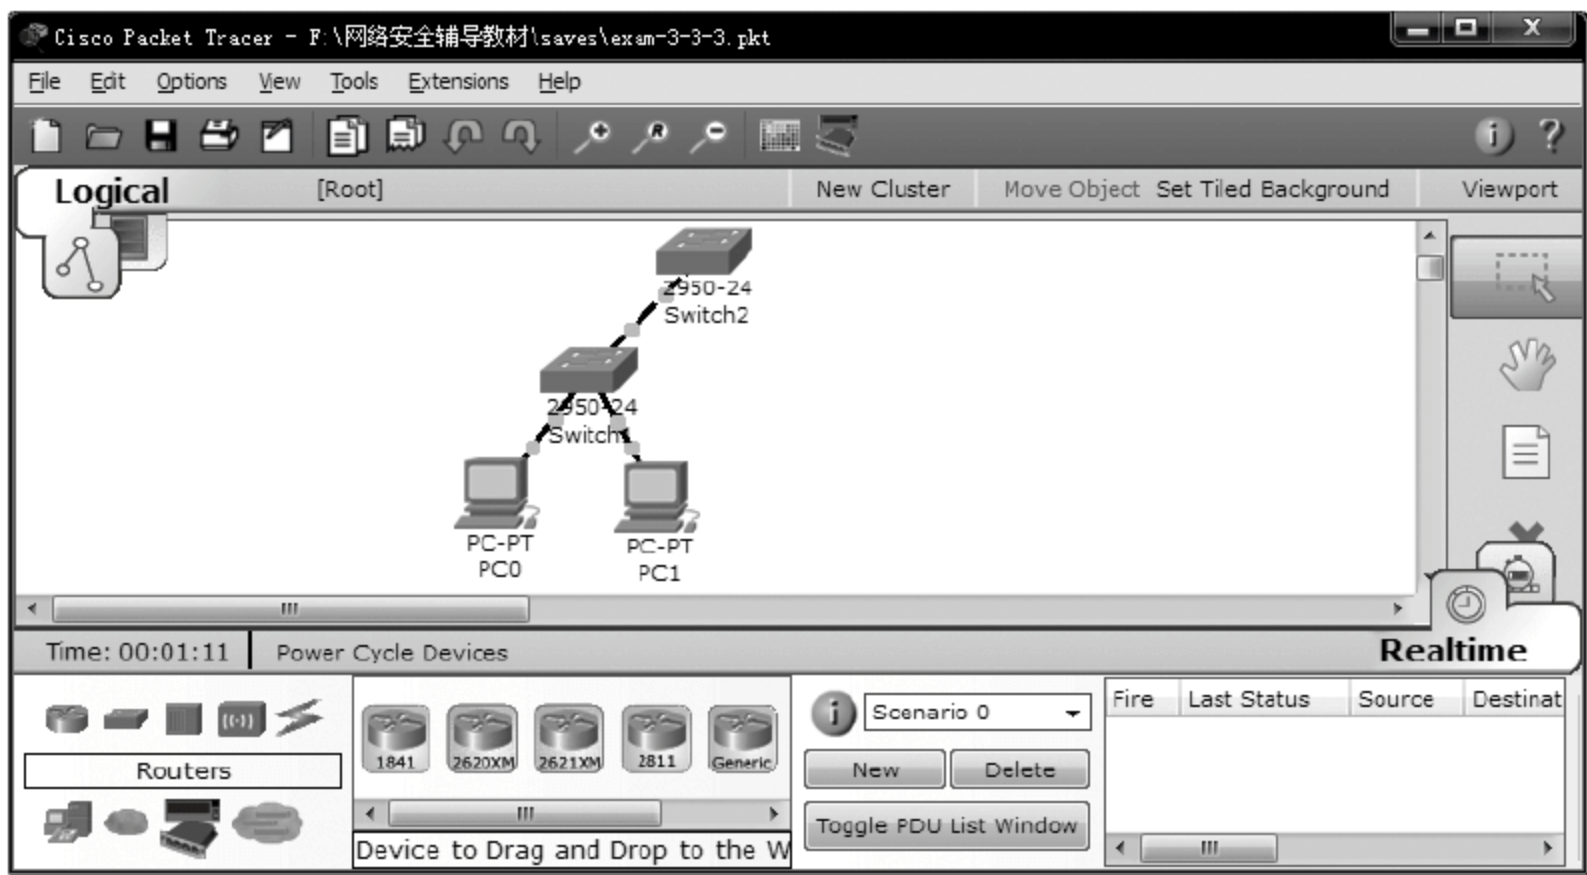 Cisco Packet Tracer - F:\网络安全辅导教材\saves\exam-3-3-3.pkt
File Edit Options View Tools Extensions Help
Logical [Root] New Cluster Move Object Set Tiled Background Viewport
2950-24
Switch2
2950-24
Switch1
PC-PT
PC0
PC-PT
PC1
Time: 00:01:11 Power Cycle Devices Realtime
Routers
1841 2620XM 2621XM 2811 Generic
Device to Drag and Drop to the W
Scenario 0
New Delete
Toggle PDU List Window
Fire Last Status Source Destinat